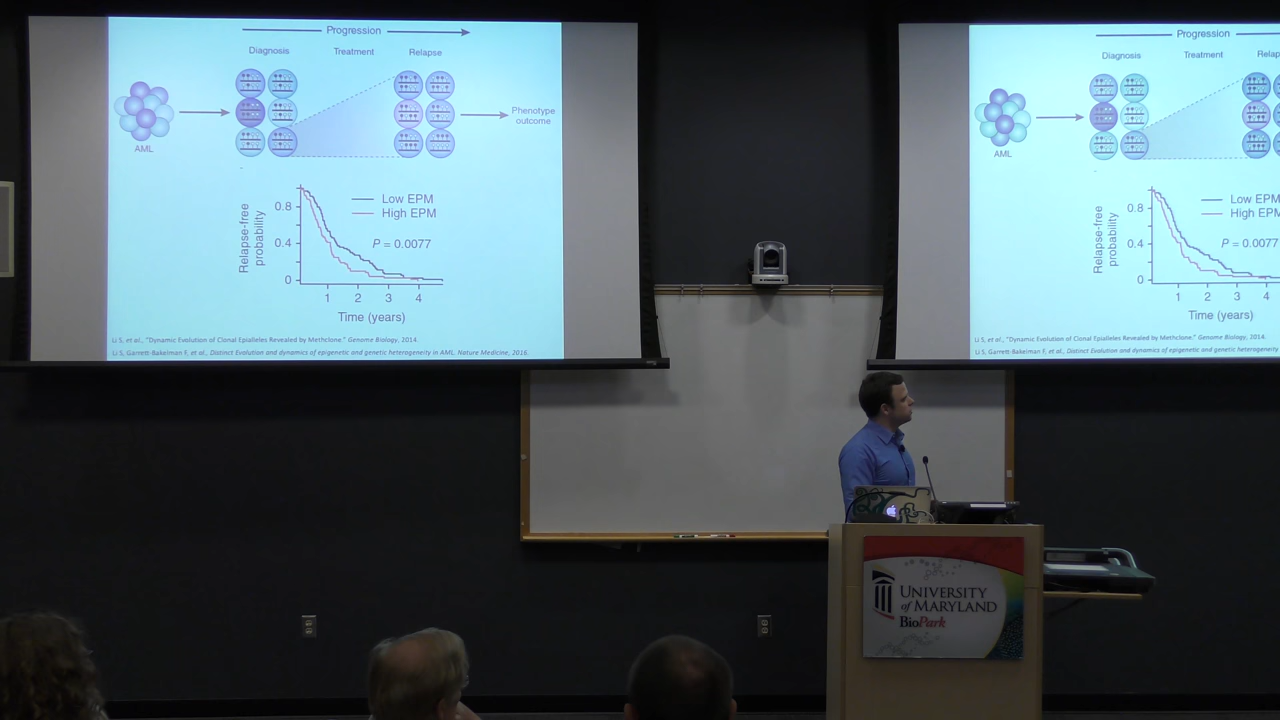 Progression
Diagnosis Treatment Relapse
AML
Phenotype
outcome
Relapse-free
probability
0.8
0.4
0
Low EPM
High EPM
P = 0.0077
1 2 3 4
Time (years)
Li S, et al., "Dynamic Evolution of Clonal Epialleles Revealed by Methclone." Genome Biology, 2014.
Li S, Garrett-Bakelman F, et al., Distinct Evolution and dynamics of epigenetic and genetic heterogeneity in AML. Nature Medicine, 2016.
Progression
Diagnosis Treatment Relap
AML
Relapse-free
probability
0.8
0.4
0
Low EPM
High EPM
P = 0.0077
1 2 3 4
Time (years)
Li S, et al., "Dynamic Evolution of Clonal Epialleles Revealed by Methclone." Genome Biology, 2014.
Li S, Garrett-Bakelman F, et al., Distinct Evolution and dynamics of epigenetic and genetic heterogeneity
UNIVERSITY
of MARYLAND
BioPark